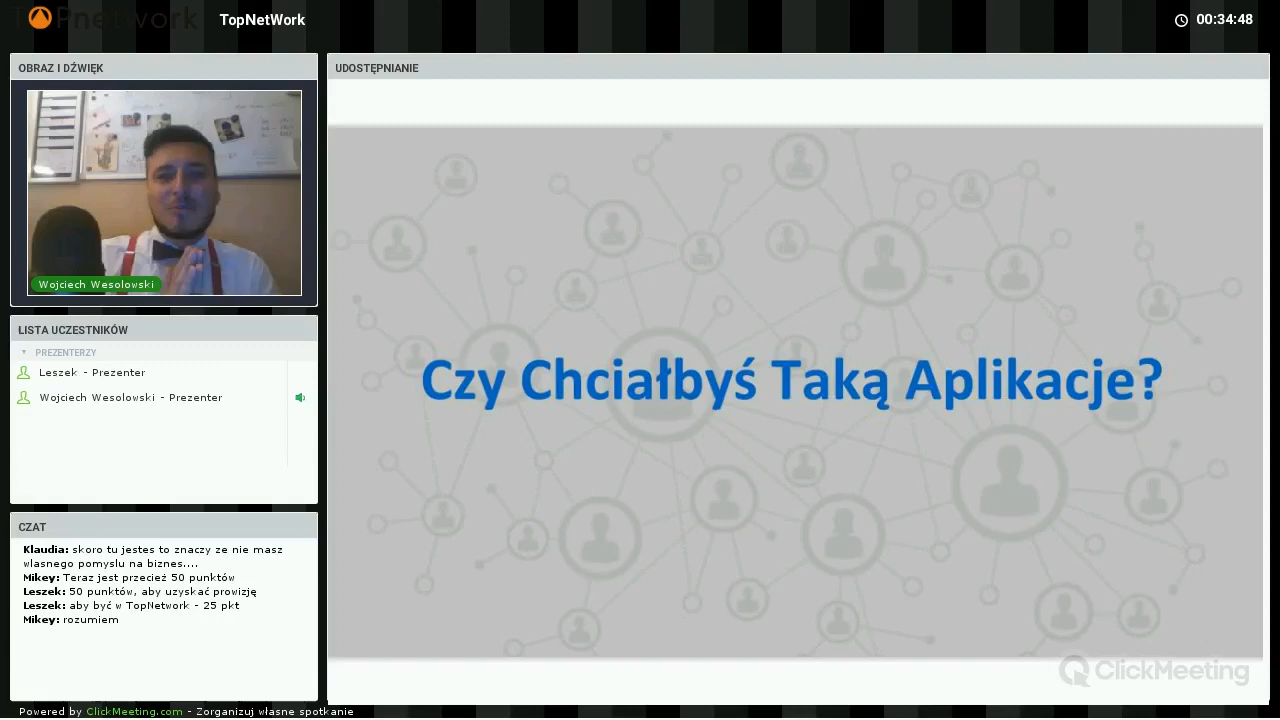 TOPnetwork
TopNetWork
00:34:48
OBRAZ I DŹWIĘK
Wojciech Wesolowski
LISTA UCZESTNIKÓW
PREZENTERZY
Leszek - Prezenter
Wojciech Wesolowski - Prezenter
CZAT
Klaudia: skoro tu jestes to znaczy ze nie masz
wlasnego pomyslu na biznes....
Mikey: Teraz jest przecież 50 punktów
Leszek: 50 punktów, aby uzyskać prowizję
Leszek: aby być w TopNetwork - 25 pkt
Mikey: rozumiem
UDOSTĘPNIANIE
Czy Chciałbyś Taką Aplikacje?
ClickMeeting
Powered by ClickMeeting.com - Zorganizuj własne spotkanie